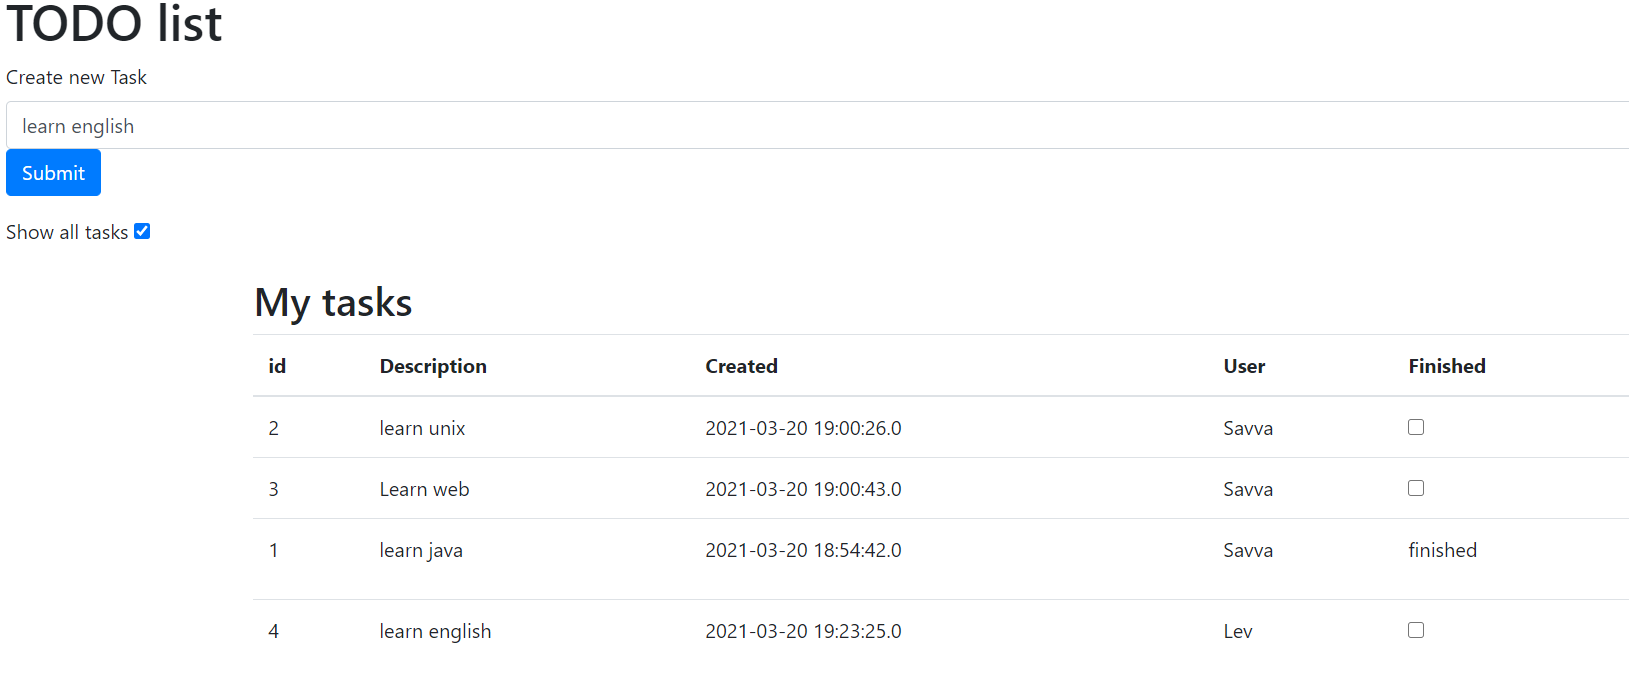 TODO list
Create new Task
learn english
Submit
Show all tasks
My tasks
id Description Created User Finished
2 learn unix 2021-03-20 19:00:26.0 Savva
3 Learn web 2021-03-20 19:00:43.0 Savva
1 learn java 2021-03-20 18:54:42.0 Savva finished
4 learn english 2021-03-20 19:23:25.0 Lev